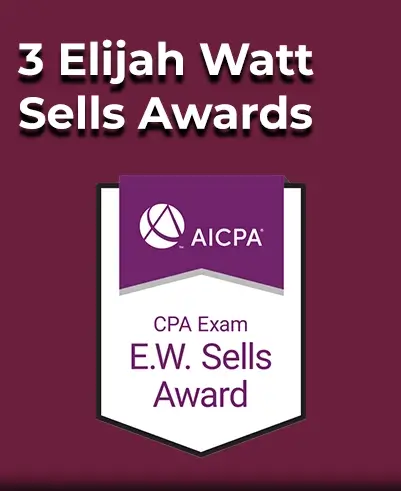 3 Elijah Watt
Sells Awards
AICPA
CPA Exam
E.W. Sells
Award